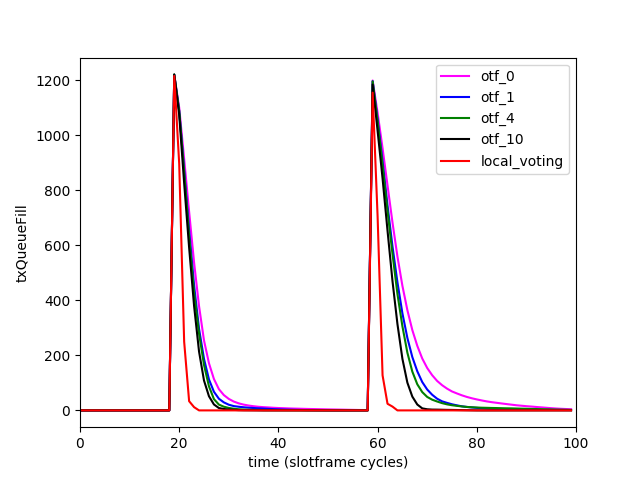 otf_0
otf_1
otf_4
otf_10
local_voting
txQueueFill
1200
1000
800
600
400
200
0
0 20 40 60 80 100
time (slotframe cycles)